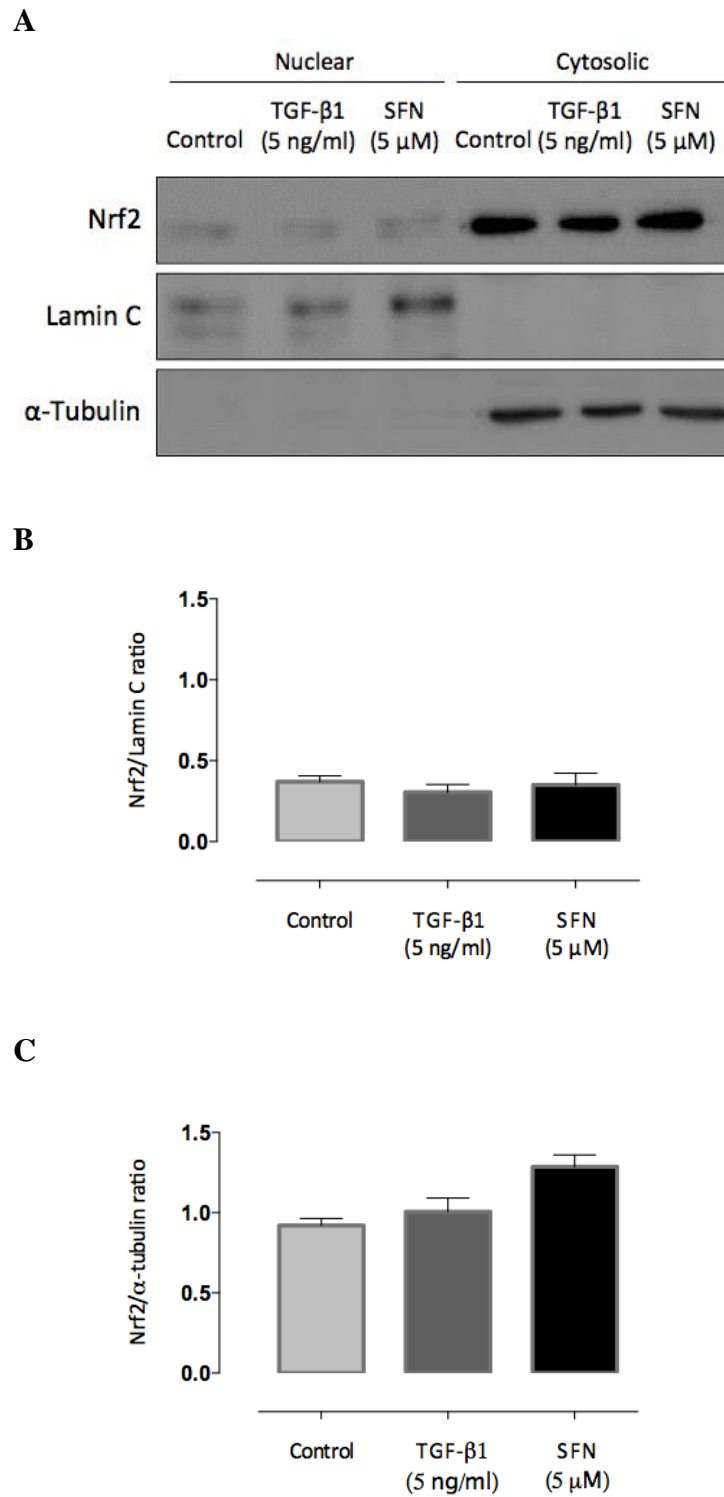 A
Nuclear Cytosolic
TGF-β1 SFN TGF-β1 SFN
Control (5 ng/ml) (5 μM) Control (5 ng/ml) (5 μM)
Nrf2
Lamin C
α-Tubulin
B
Nrf2/Lamin C ratio
1.5
1.0
0.5
0.0
Control TGF-β1 SFN
(5 ng/ml) (5 μM)
C
Nrf2/α-tubulin ratio
1.5
1.0
0.5
0.0
Control TGF-β1 SFN
(5 ng/ml) (5 μM)